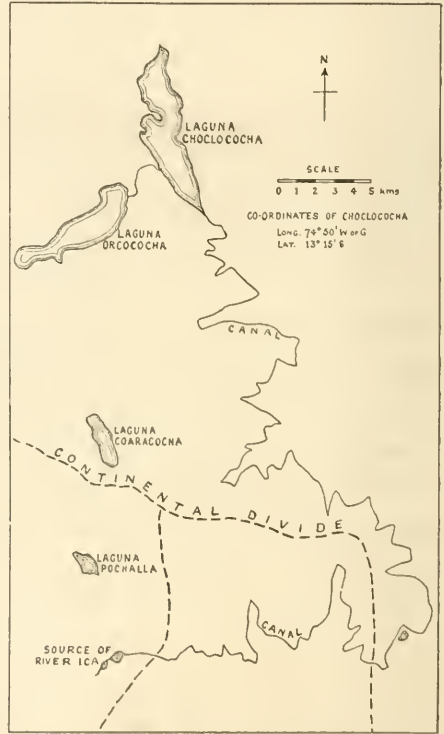 N
LAGUNA
CHOCLOCOCHA
SCALE
0 1 2 3 4 5 kms
CO-ORDINATES OF CHOCLOCOCHA
LONG. 74° 50' W OF G
LAT. 13° 15' S
LAGUNA
ORCOCOCHA
CANAL
LAGUNA
COARACOCHA
CONTINENTAL DIVIDE
LAGUNA
POCHALLA
CANAL
SOURCE OF
RIVER ICA